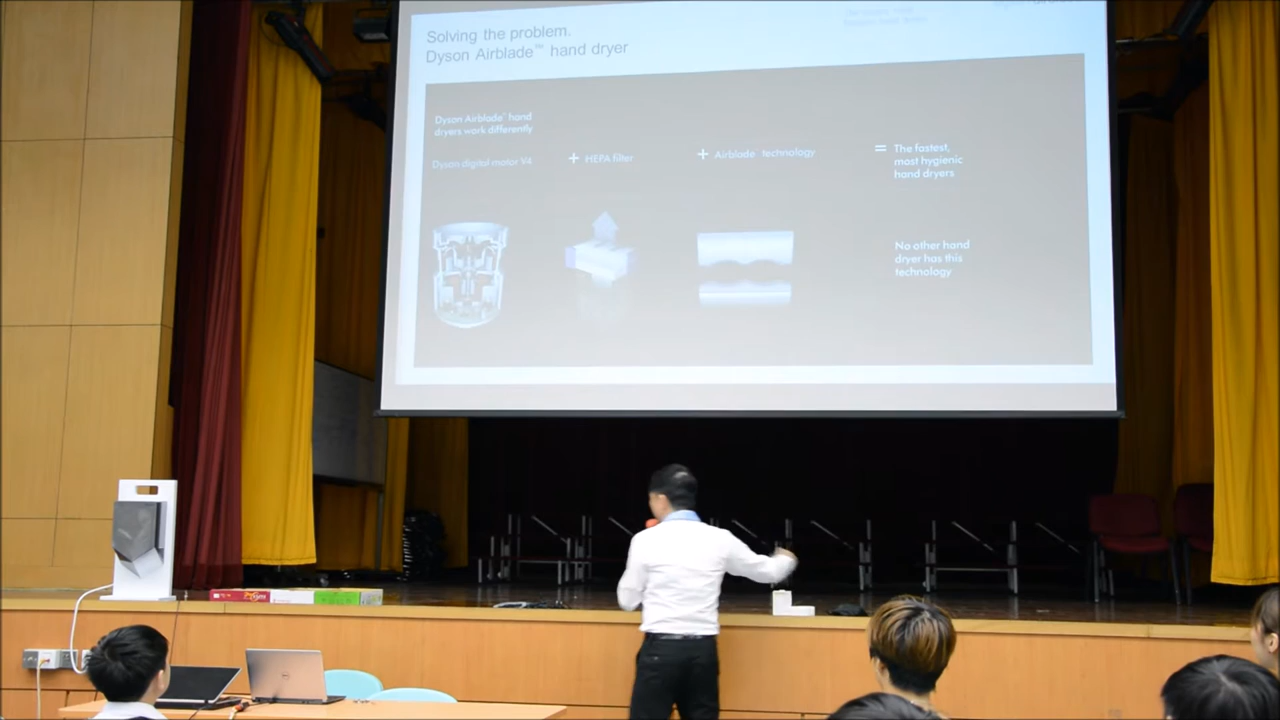 Solving the problem.
Dyson Airblade™ hand dryer
Dyson Airblade™ hand
dryers work differently
Dyson digital motor V4
+ HEPA filter
+ Airblade™ technology
= The fastest,
most hygienic
hand dryers
No other hand
dryer has this
technology
DELL